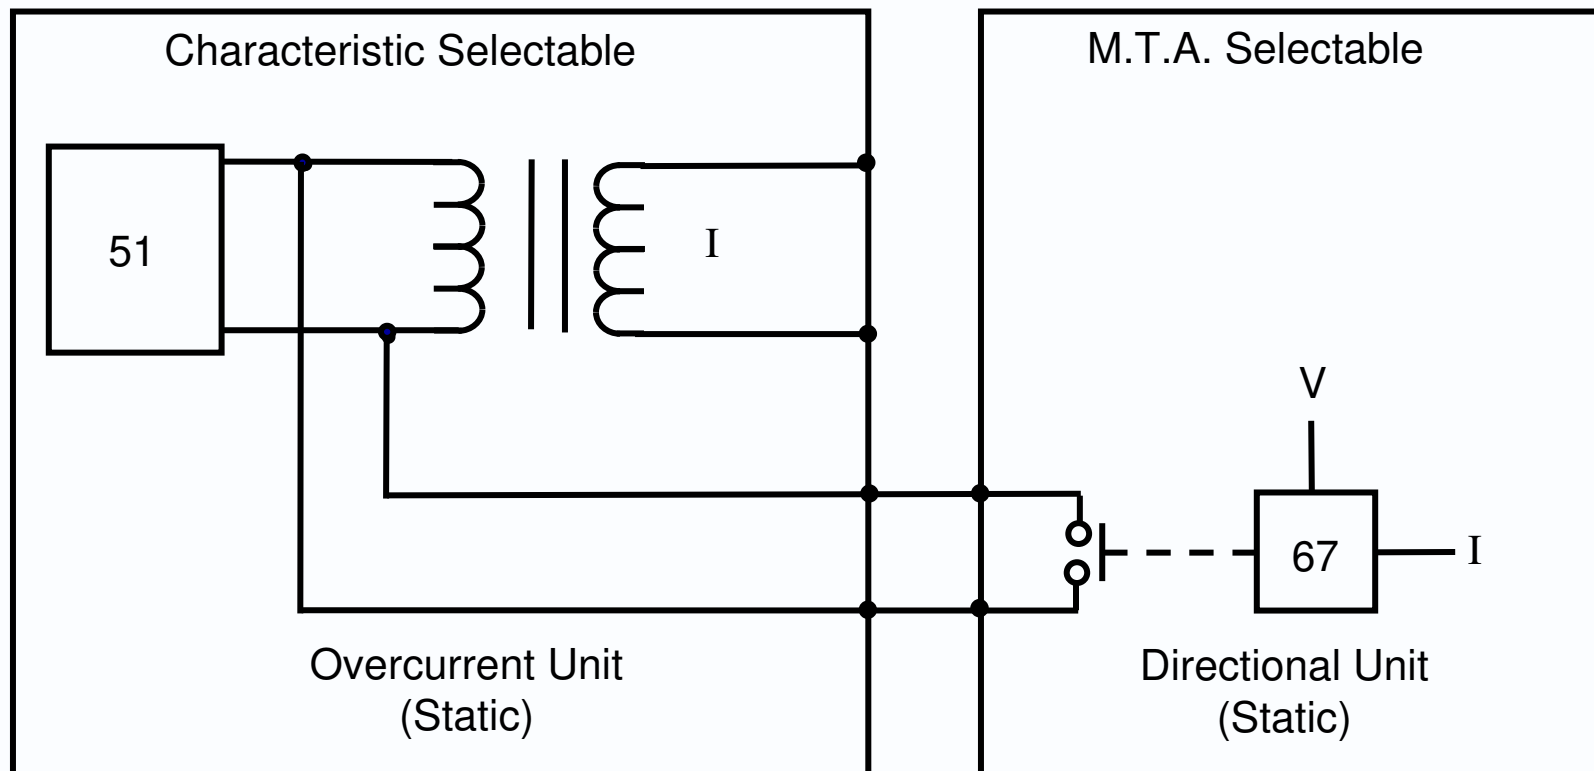 Characteristic Selectable
M.T.A. Selectable
51
I
V
67
I
Overcurrent Unit
(Static)
Directional Unit
(Static)